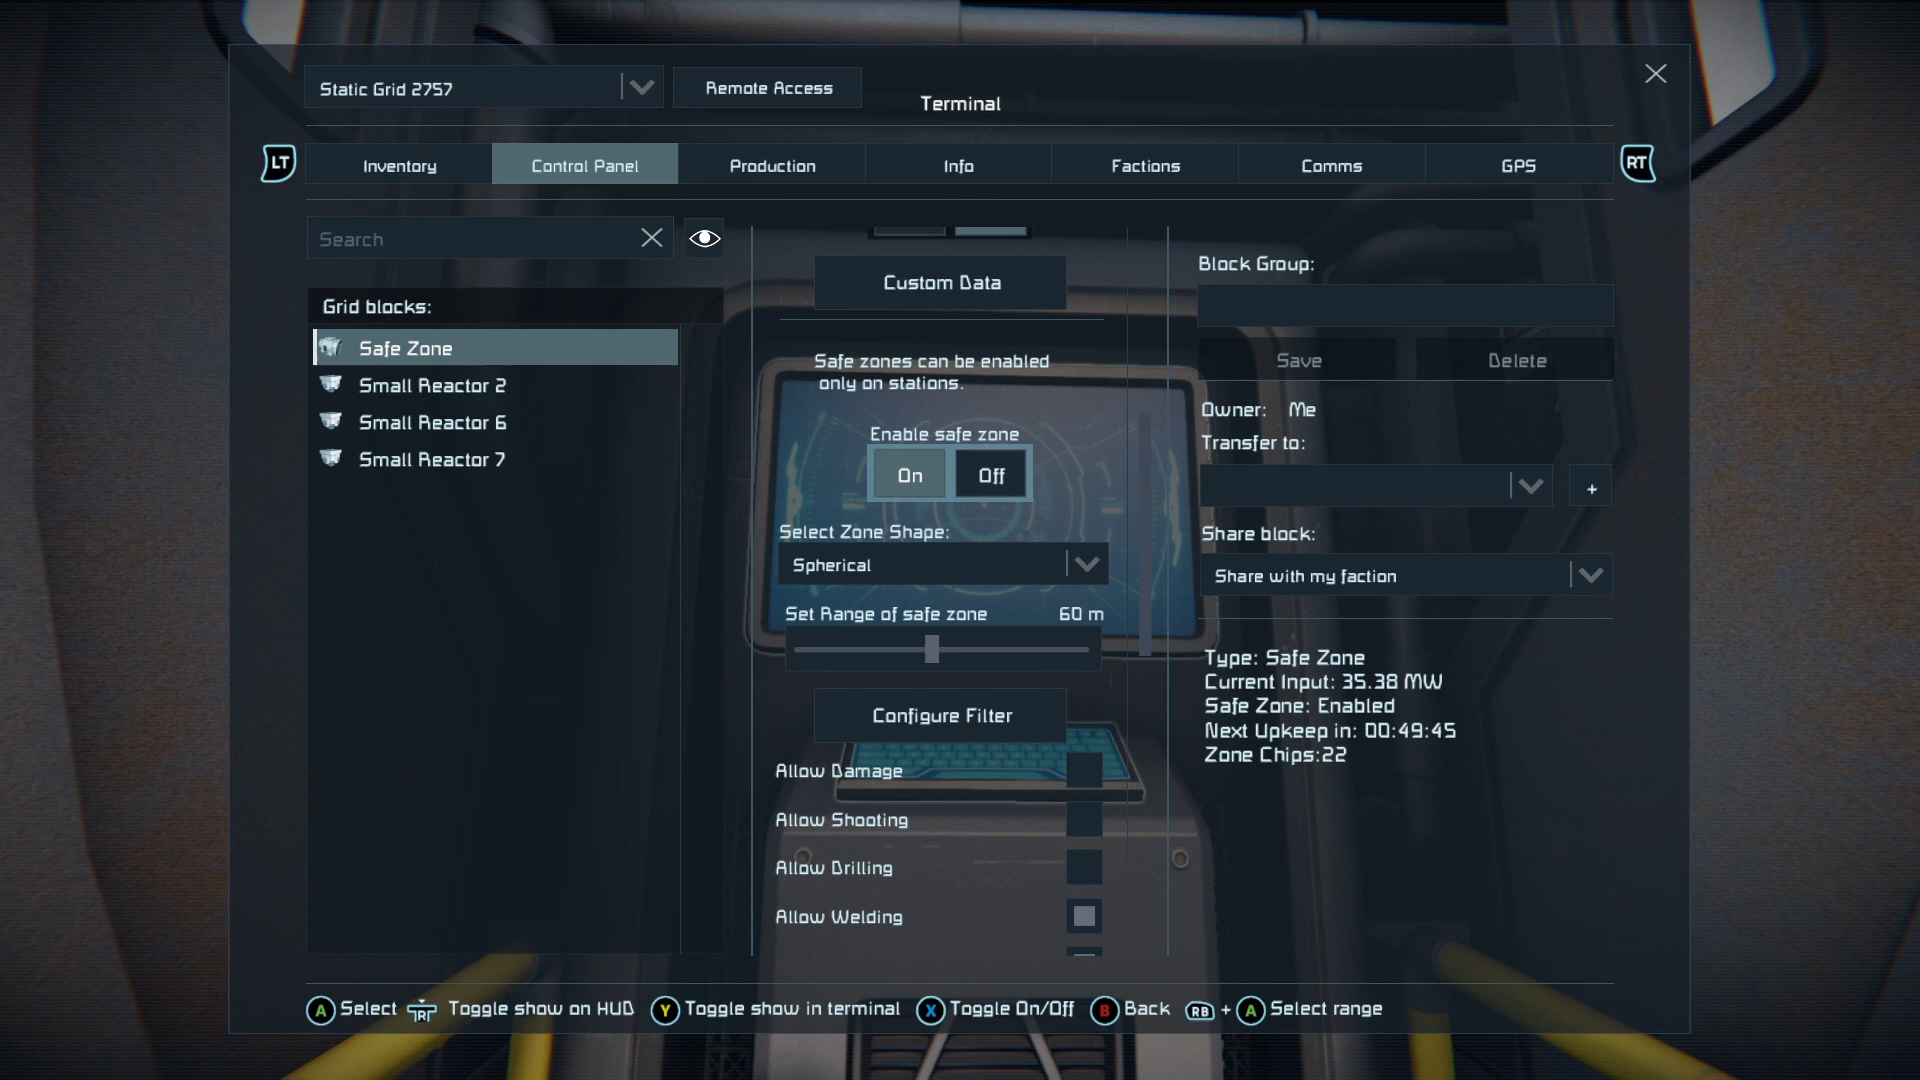 Static Grid 2757
Remote Access
Terminal
LT
Inventory
Control Panel
Production
Info
Factions
Comms
GPS
RT
Search
Grid blocks:
Safe Zone
Small Reactor 2
Small Reactor 6
Small Reactor 7
Custom Data
Safe zones can be enabled
only on stations.
Enable safe zone
On
Off
Select Zone Shape:
Spherical
Set Range of safe zone
60 m
Configure Filter
Allow Damage
Allow Shooting
Allow Drilling
Allow Welding
Block Group:
Save
Delete
Owner: Me
Transfer to:
+
Share block:
Share with my faction
Type: Safe Zone
Current Input: 35.38 MW
Safe Zone: Enabled
Next Upkeep in: 00:49:45
Zone Chips:22
A Select R Toggle show on HUD Y Toggle show in terminal X Toggle On/Off B Back RB + A Select range